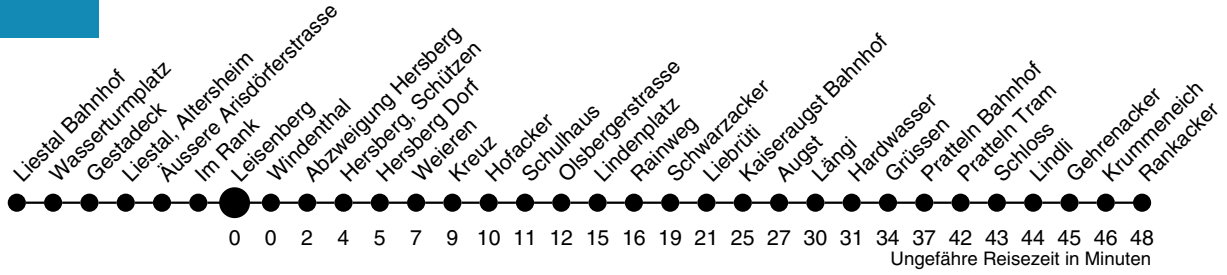 Liestal Bahnhof
Wasserturmplatz
Gestadeck
Liestal, Altersheim
Äussere Arisdörferstrasse
Im Rank
Leisenberg
Windenthal
Abzweigung Hersberg
Hersberg, Schützen
Hersberg Dorf
Weieren
Kreuz
Hofacker
Schulhaus
Olsbergerstrasse
Lindenplatz
Rainweg
Schwarzacker
Liebrüti
Kaiseraugst Bahnhof
Augst
Längi
Hardwasser
Grüssen
Pratteln Bahnhof
Pratteln Tram
Schloss
Lindli
Gehrenacker
Krummeneich
Rankacker
0 0 2 4 5 7 9 10 11 12 15 16 19 21 25 27 30 31 34 37 42 43 44 45 46 48
Ungefähre Reisezeit in Minuten